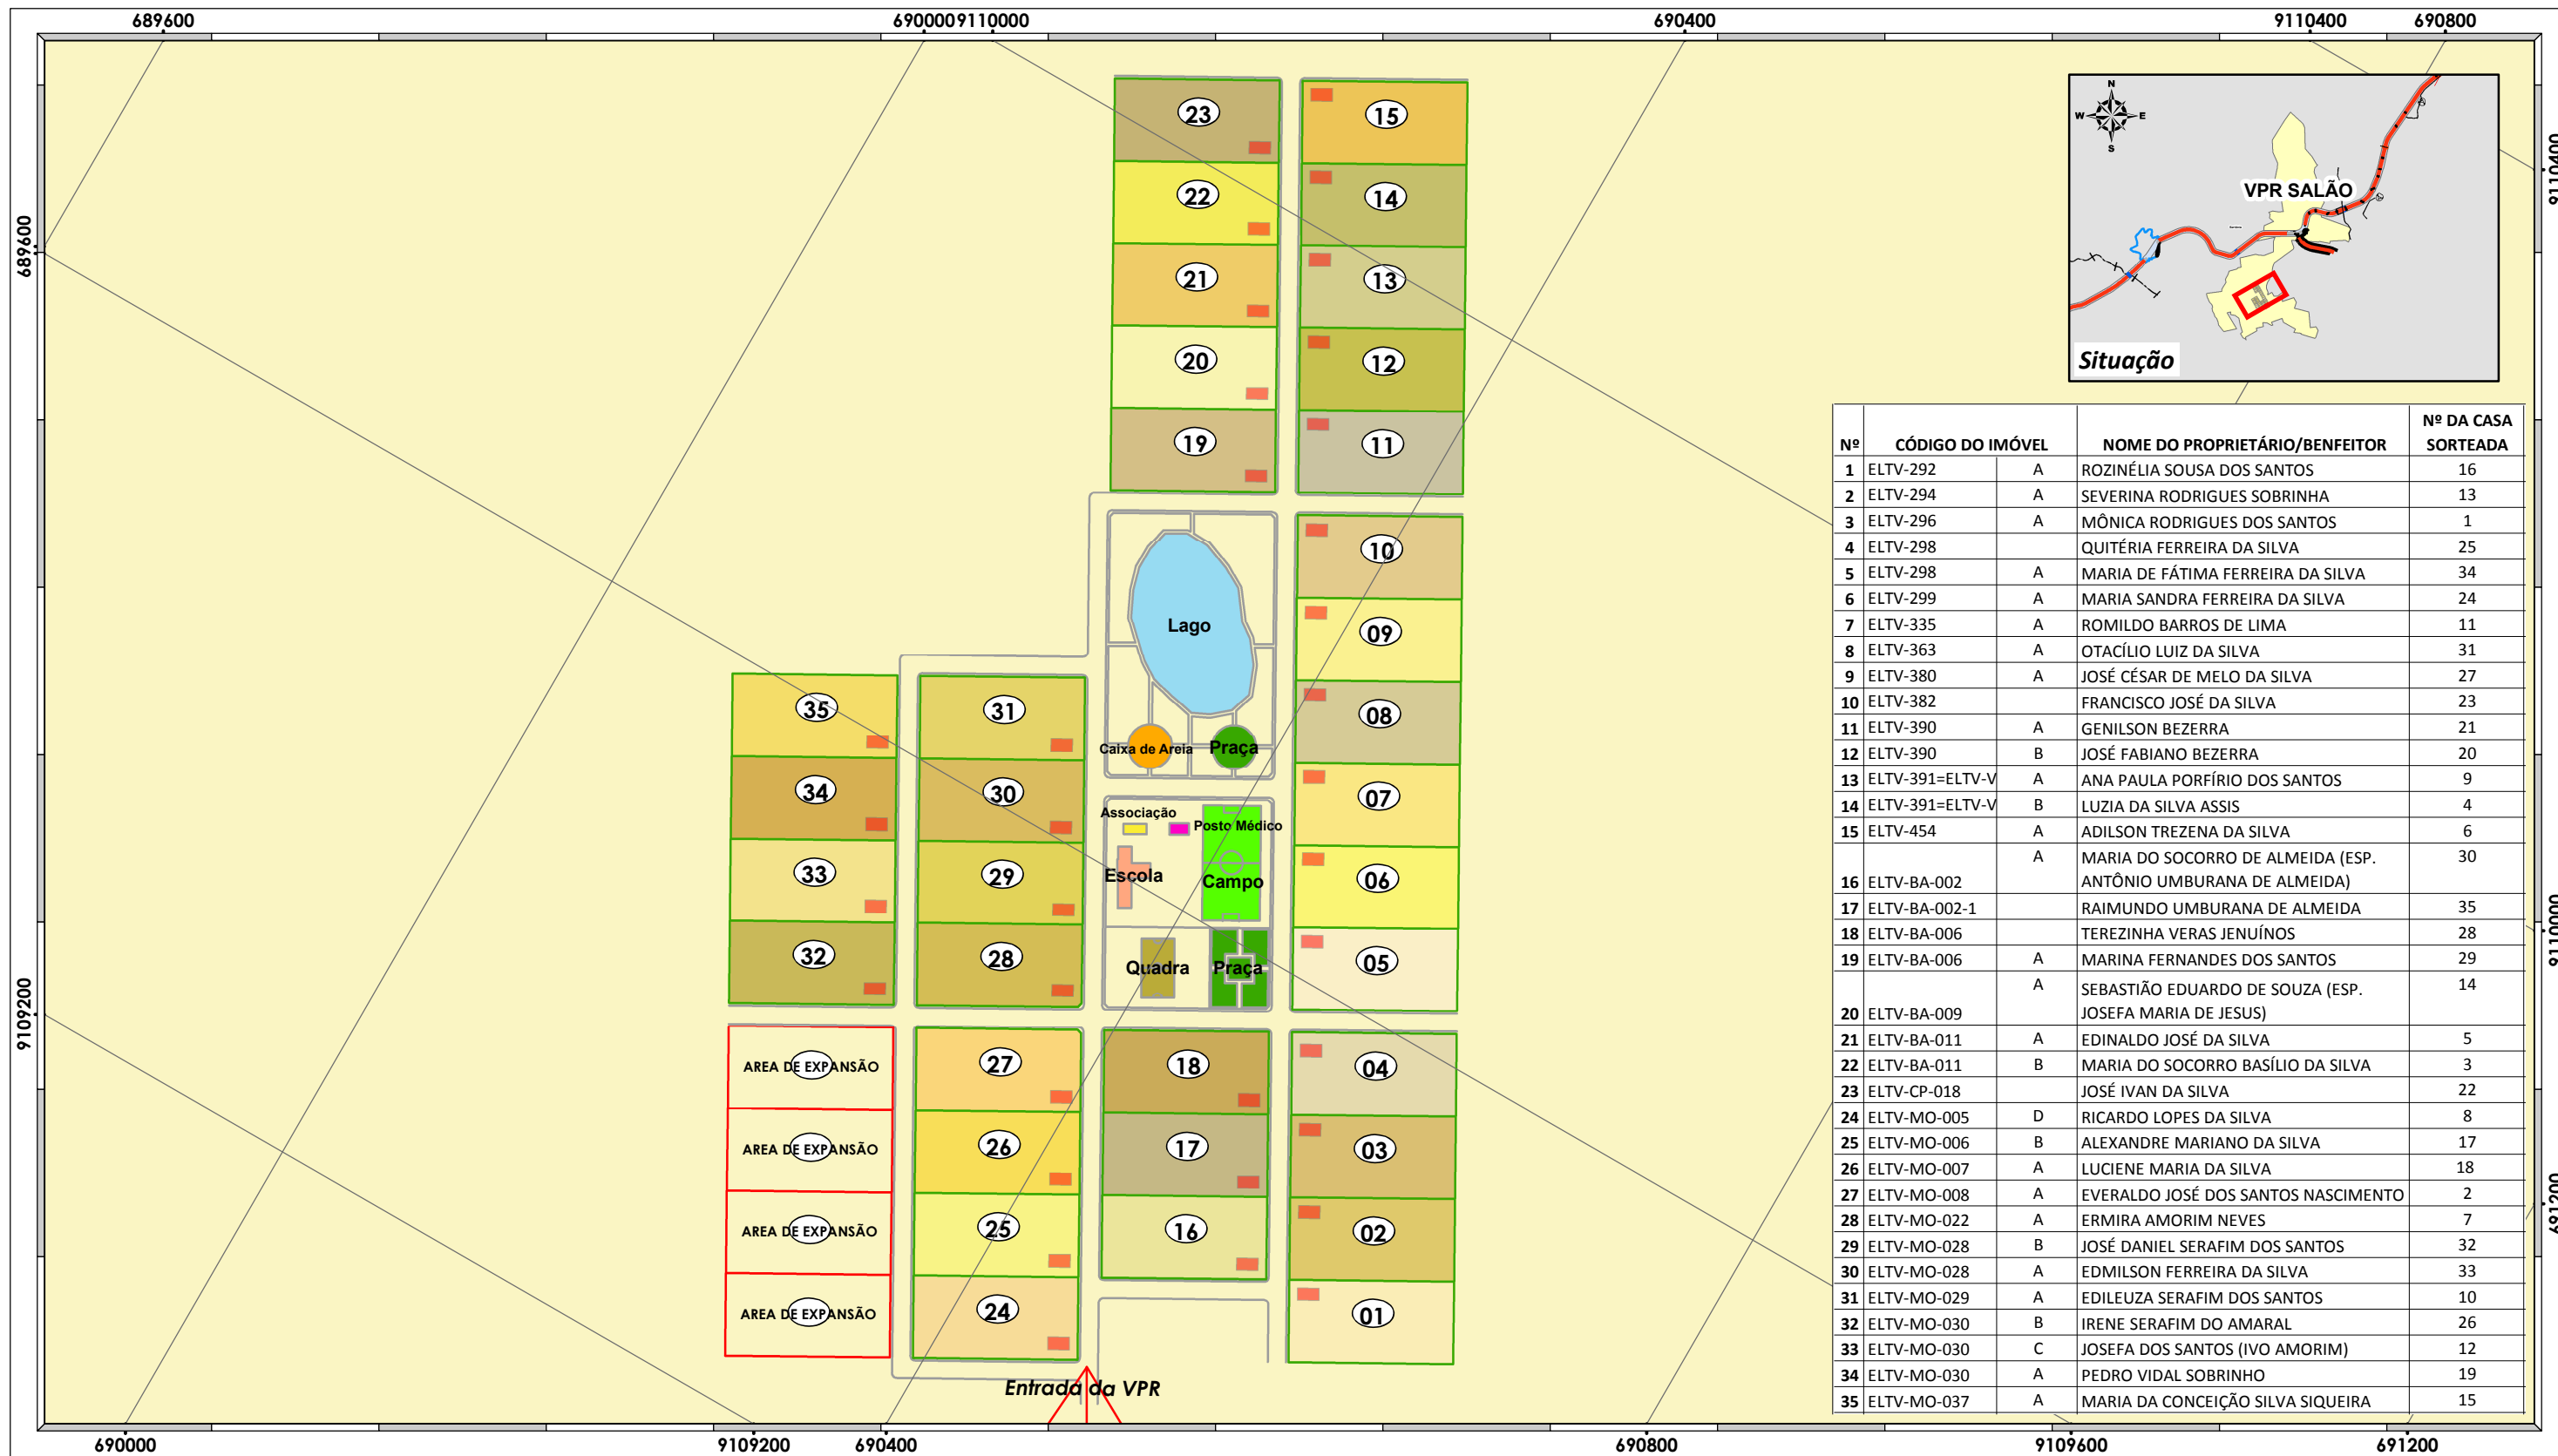 689600
690000
9110000
690400
9110400
690800
689600
9109200
9110400
9110000
691200
690000
9109200
690400
690800
9109600
691200
23
15
22
14
21
13
20
12
19
11
10
Lago
09
08
35
31
Caixa de Areia
Praça
34
30
07
Associação
Posto Médico
33
29
Escola
Campo
06
32
28
Quadra
Praça
05
AREA DE EXPANSÃO
27
18
04
AREA DE EXPANSÃO
26
17
03
AREA DE EXPANSÃO
25
16
02
AREA DE EXPANSÃO
24
01
Entrada da VPR
N
W E
S
VPR SALÃO
Situação
Nº CÓDIGO DO IMÓVEL NOME DO PROPRIETÁRIO/BENFEITOR Nº DA CASA SORTEADA
1 ELTV-292 A ROZINÉLIA SOUSA DOS SANTOS 16
2 ELTV-294 A SEVERINA RODRIGUES SOBRINHA 13
3 ELTV-296 A MÔNICA RODRIGUES DOS SANTOS 1
4 ELTV-298 QUITÉRIA FERREIRA DA SILVA 25
5 ELTV-298 A MARIA DE FÁTIMA FERREIRA DA SILVA 34
6 ELTV-299 A MARIA SANDRA FERREIRA DA SILVA 24
7 ELTV-335 A ROMILDO BARROS DE LIMA 11
8 ELTV-363 A OTACÍLIO LUIZ DA SILVA 31
9 ELTV-380 A JOSÉ CÉSAR DE MELO DA SILVA 27
10 ELTV-382 FRANCISCO JOSÉ DA SILVA 23
11 ELTV-390 A GENILSON BEZERRA 21
12 ELTV-390 B JOSÉ FABIANO BEZERRA 20
13 ELTV-391=ELTV-V A ANA PAULA PORFÍRIO DOS SANTOS 9
14 ELTV-391=ELTV-V B LUZIA DA SILVA ASSIS 4
15 ELTV-454 A ADILSON TREZENA DA SILVA 6
16 ELTV-BA-002 A MARIA DO SOCORRO DE ALMEIDA (ESP. ANTÔNIO UMBURANA DE ALMEIDA) 30
17 ELTV-BA-002-1 RAIMUNDO UMBURANA DE ALMEIDA 35
18 ELTV-BA-006 TEREZINHA VERAS JENUÍNOS 28
19 ELTV-BA-006 A MARINA FERNANDES DOS SANTOS 29
20 ELTV-BA-009 A SEBASTIÃO EDUARDO DE SOUZA (ESP. JOSEFA MARIA DE JESUS) 14
21 ELTV-BA-011 A EDINALDO JOSÉ DA SILVA 5
22 ELTV-BA-011 B MARIA DO SOCORRO BASÍLIO DA SILVA 3
23 ELTV-CP-018 JOSÉ IVAN DA SILVA 22
24 ELTV-MO-005 D RICARDO LOPES DA SILVA 8
25 ELTV-MO-006 B ALEXANDRE MARIANO DA SILVA 17
26 ELTV-MO-007 A LUCIENE MARIA DA SILVA 18
27 ELTV-MO-008 A EVERALDO JOSÉ DOS SANTOS NASCIMENTO 2
28 ELTV-MO-022 A ERMIRA AMORIM NEVES 7
29 ELTV-MO-028 B JOSÉ DANIEL SERAFIM DOS SANTOS 32
30 ELTV-MO-028 A EDMILSON FERREIRA DA SILVA 33
31 ELTV-MO-029 A EDILEUZA SERAFIM DOS SANTOS 10
32 ELTV-MO-030 B IRENE SERAFIM DO AMARAL 26
33 ELTV-MO-030 C JOSEFA DOS SANTOS (IVO AMORIM) 12
34 ELTV-MO-030 A PEDRO VIDAL SOBRINHO 19
35 ELTV-MO-037 A MARIA DA CONCEIÇÃO SILVA SIQUEIRA 15